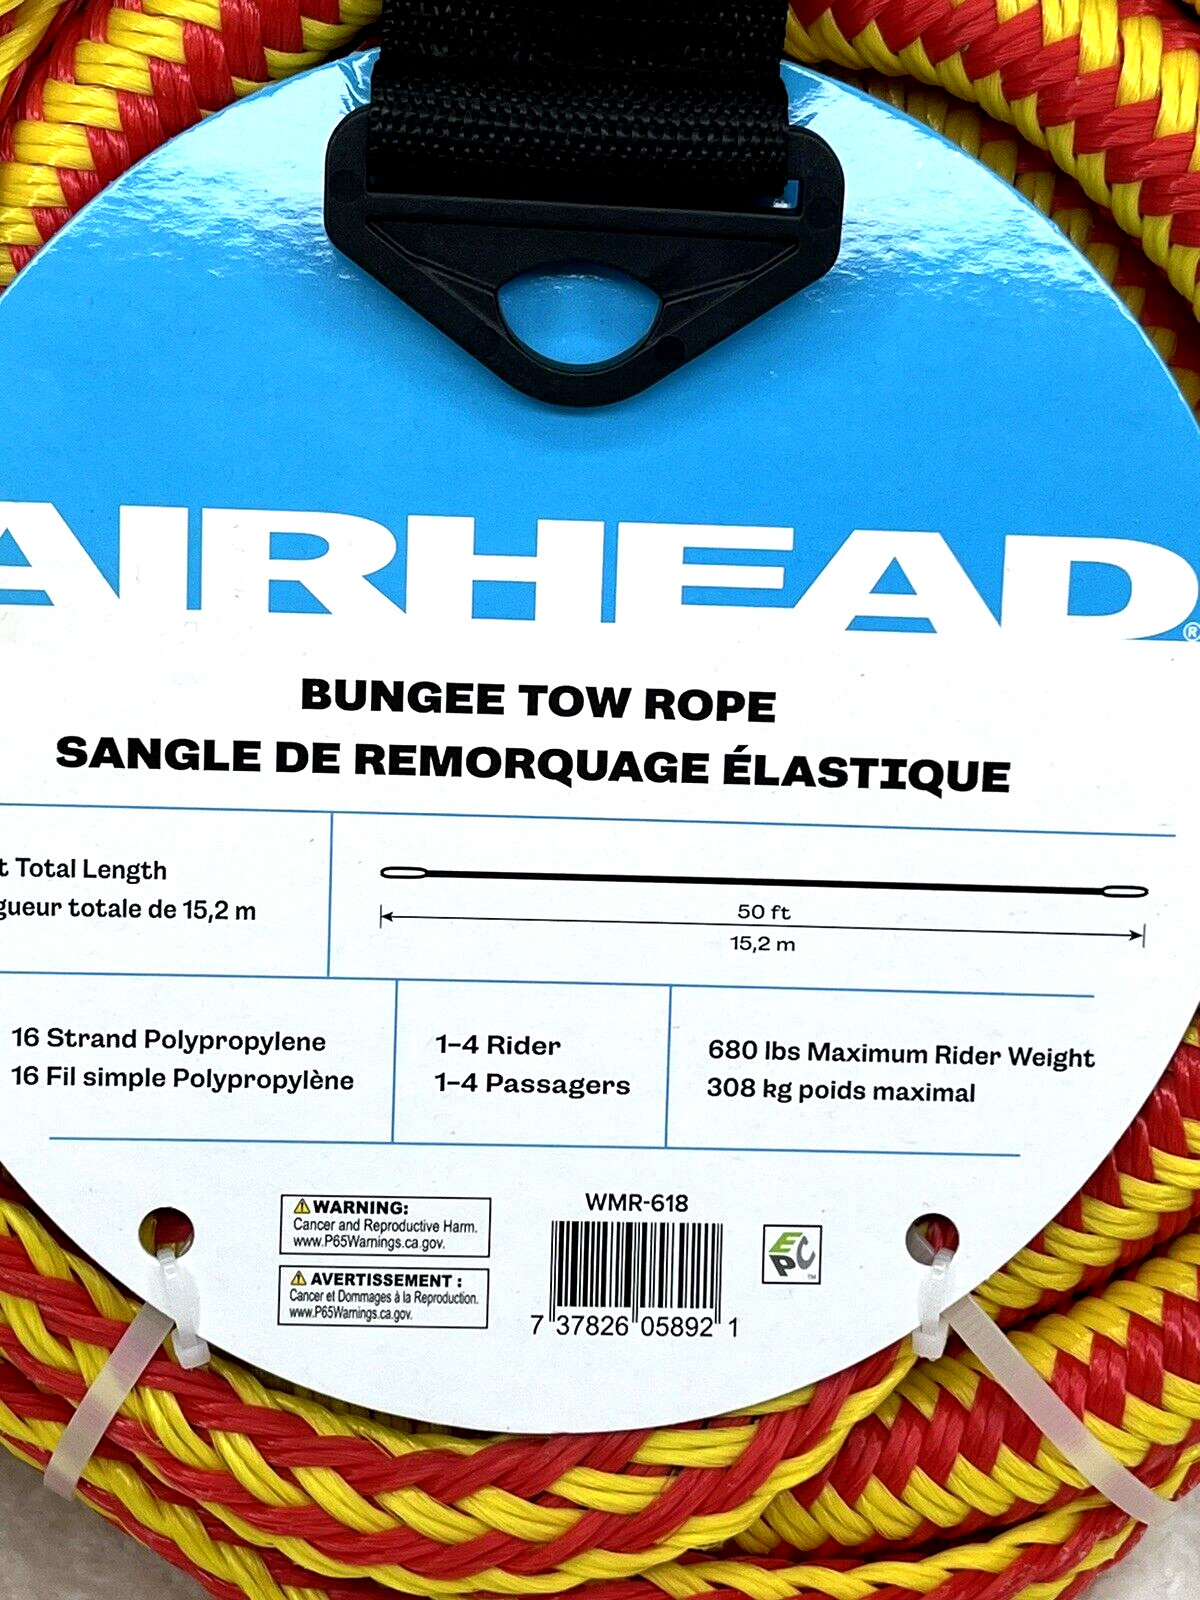 AIRHEAD®
BUNGEE TOW ROPE
SANGLE DE REMORQUAGE ÉLASTIQUE
Total Length
totale de 15,2 m
50 ft
15,2 m
16 Strand Polypropylene
16 Fil simple Polypropylène
1–4 Rider
1–4 Passagers
680 lbs Maximum Rider Weight
308 kg poids maximal
⚠WARNING:
Cancer and Reproductive Harm.
www.P65Warnings.ca.gov.
⚠ AVERTISSEMENT :
Cancer et Dommages à la Reproduction.
www.P65Warnings.ca.gov.
WMR-618
7 37826 05892 1
EPC™